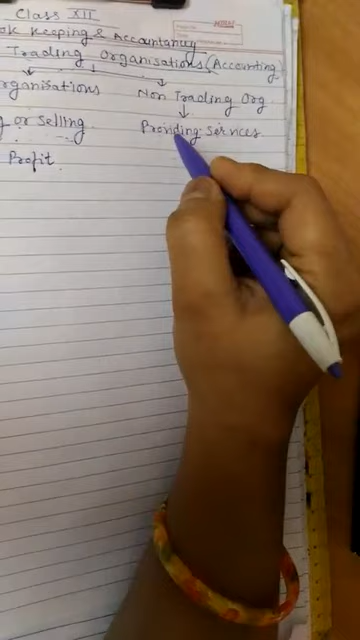 Class XII
ok Keeping & Accountancy
Trading Organisations (Accounting)
rganisations Non Trading Org
g or selling Providing services
Profit